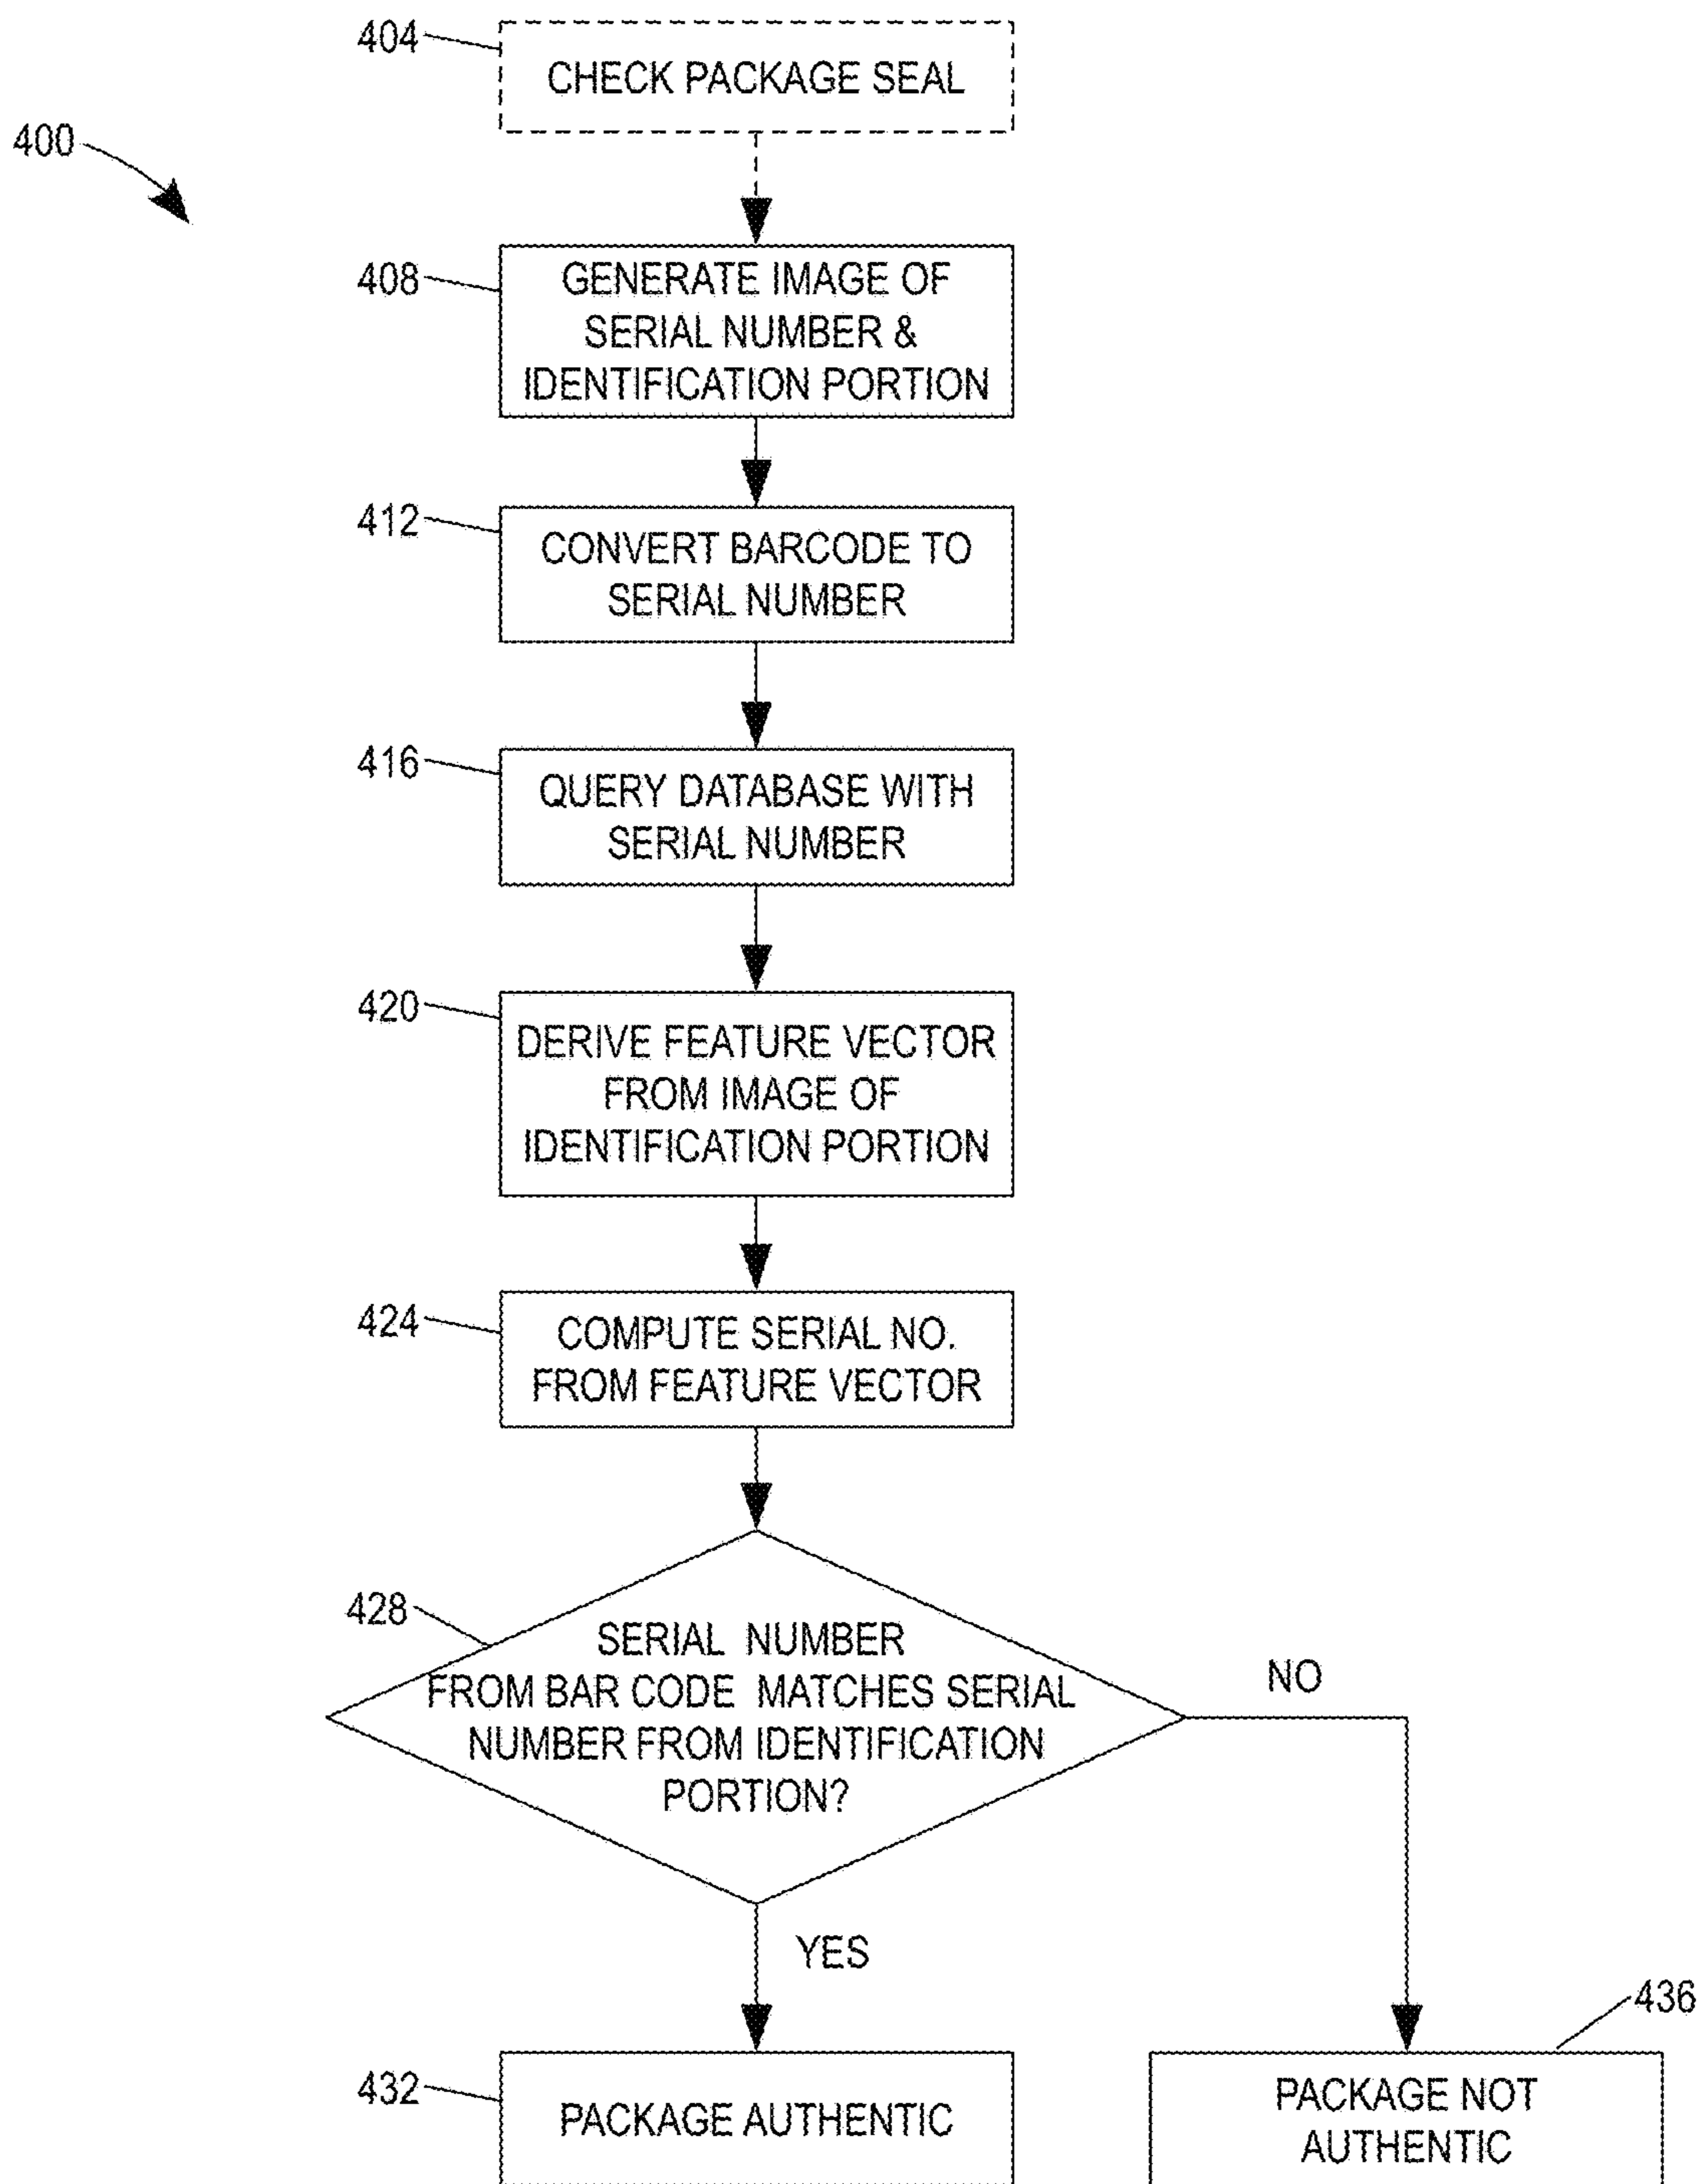 404
CHECK PACKAGE SEAL
400
408
GENERATE IMAGE OF
SERIAL NUMBER &
IDENTIFICATION PORTION
412
CONVERT BARCODE TO
SERIAL NUMBER
416
QUERY DATABASE WITH
SERIAL NUMBER
420
DERIVE FEATURE VECTOR
FROM IMAGE OF
IDENTIFICATION PORTION
424
COMPUTE SERIAL NO.
FROM FEATURE VECTOR
428
SERIAL NUMBER
FROM BAR CODE MATCHES SERIAL
NUMBER FROM IDENTIFICATION
PORTION?
NO
YES
432
PACKAGE AUTHENTIC
436
PACKAGE NOT
AUTHENTIC